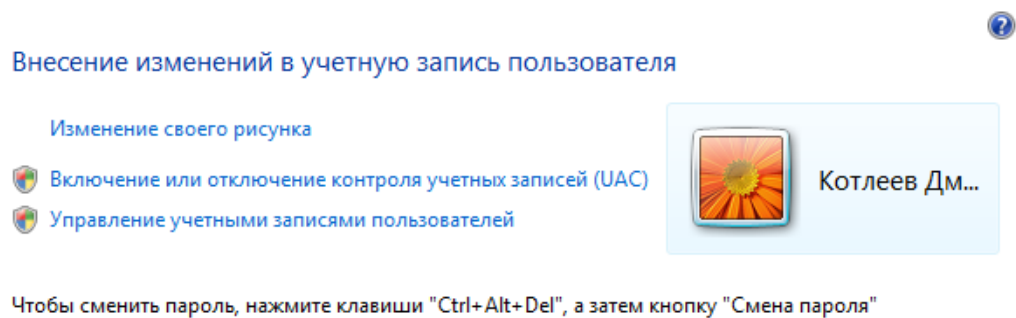 Внесение изменений в учетную запись пользователя
Изменение своего рисунка
Включение или отключение контроля учетных записей (UAC)
Управление учетными записями пользователей
Котлеев Дм...
Чтобы сменить пароль, нажмите клавиши "Ctrl+Alt+Del", а затем кнопку "Смена пароля"